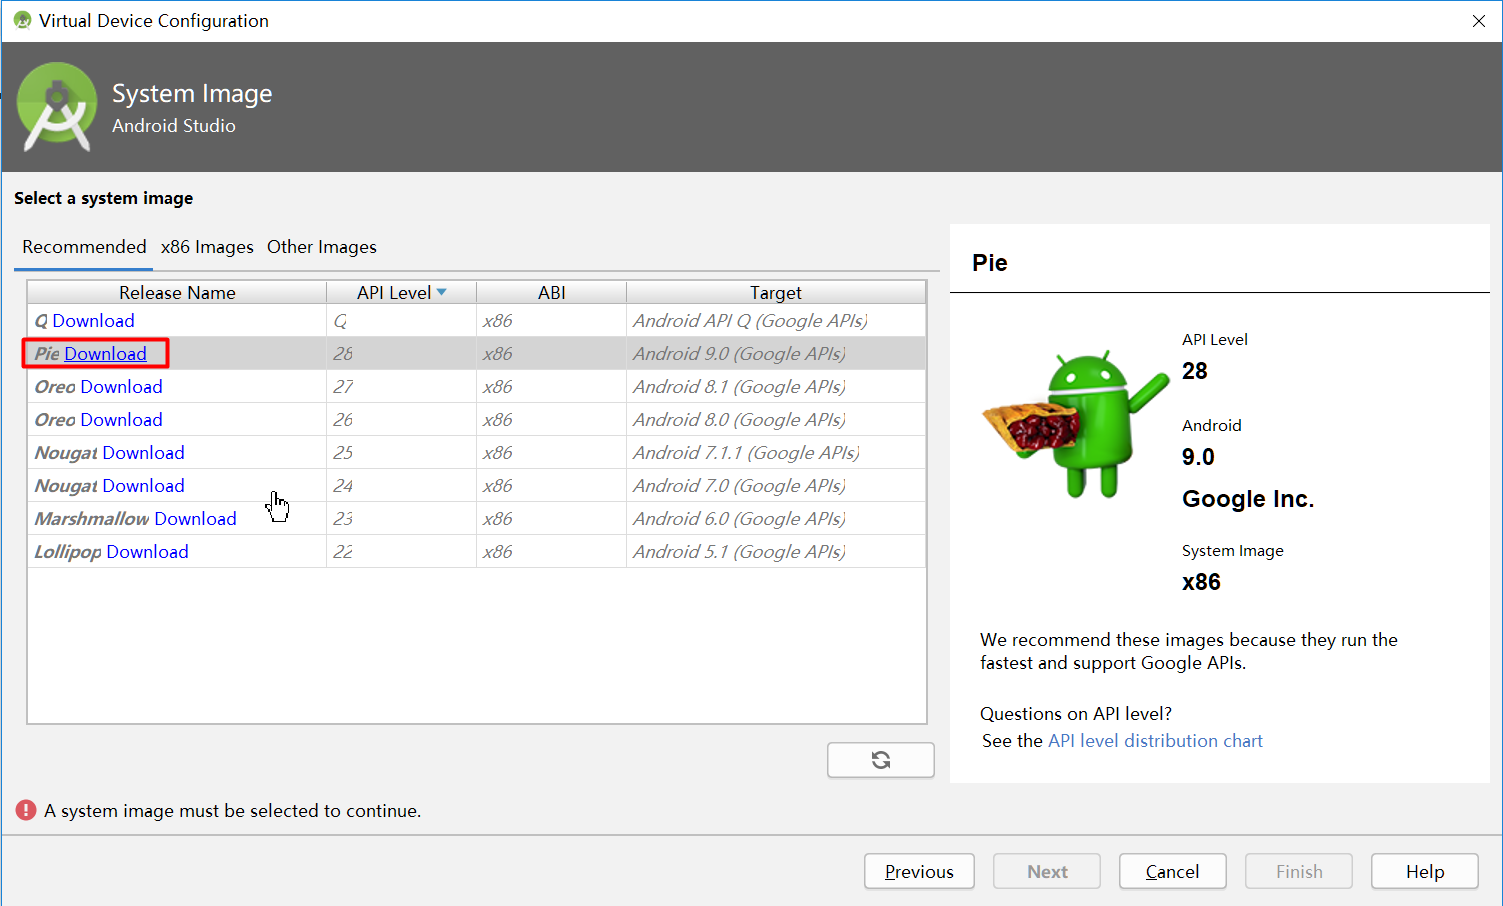 Virtual Device Configuration
System Image
Android Studio
Select a system image
Recommended x86 Images Other Images
Release Name API Level ABI Target
Q Download Q x86 Android API Q (Google APIs)
Pie Download 28 x86 Android 9.0 (Google APIs)
Oreo Download 27 x86 Android 8.1 (Google APIs)
Oreo Download 26 x86 Android 8.0 (Google APIs)
Nougat Download 25 x86 Android 7.1.1 (Google APIs)
Nougat Download 24 x86 Android 7.0 (Google APIs)
Marshmallow Download 23 x86 Android 6.0 (Google APIs)
Lollipop Download 22 x86 Android 5.1 (Google APIs)
Pie
API Level
28
Android
9.0
Google Inc.
System Image
x86
We recommend these images because they run the
fastest and support Google APIs.
Questions on API level?
See the API level distribution chart
A system image must be selected to continue.
Previous Next Cancel Finish Help